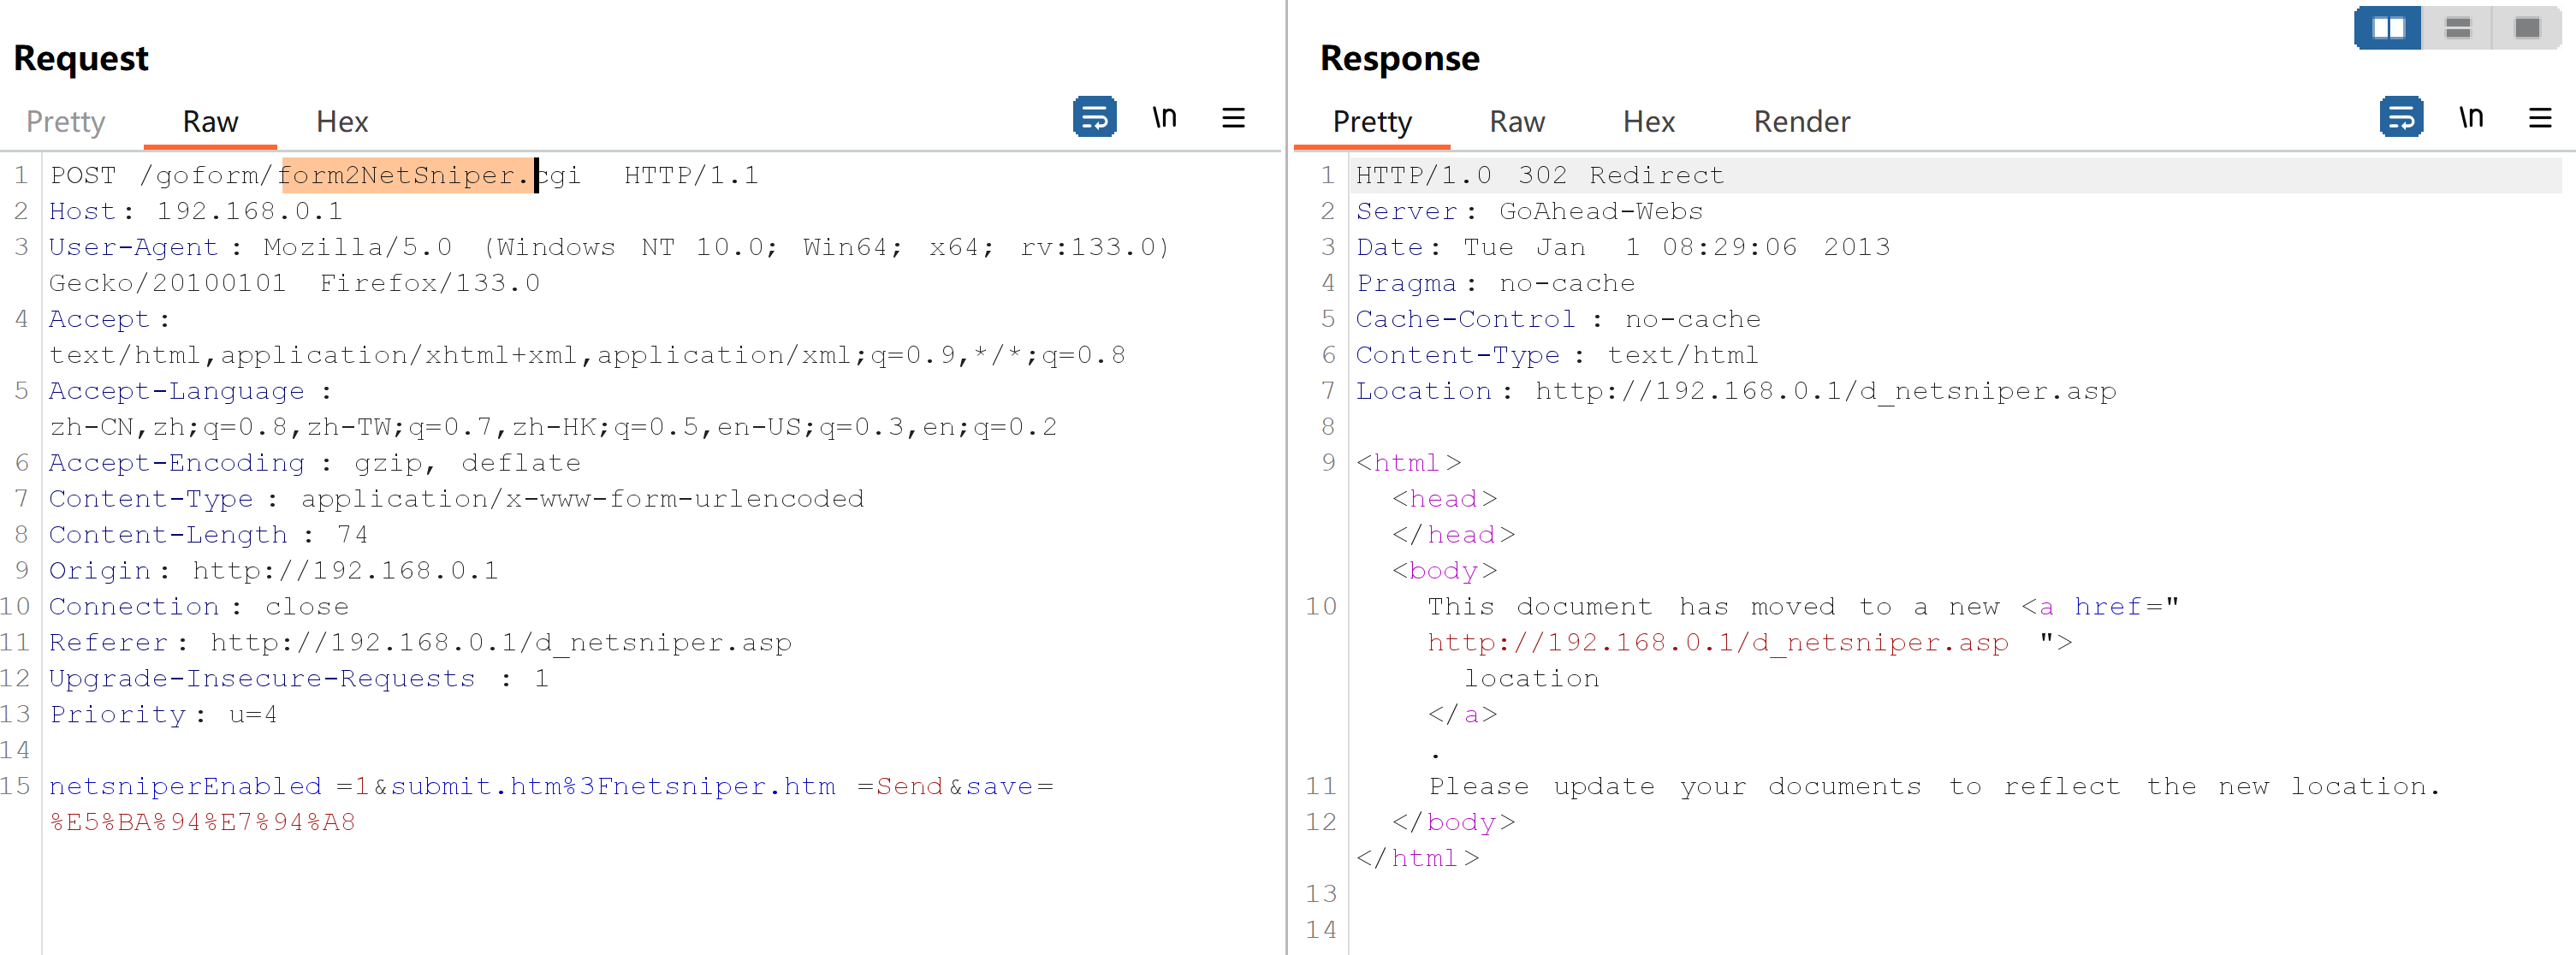 Request
Pretty Raw Hex \n
1 POST /goform/form2NetSniper.cgi HTTP/1.1
2 Host: 192.168.0.1
3 User-Agent: Mozilla/5.0 (Windows NT 10.0; Win64; x64; rv:133.0)
Gecko/20100101 Firefox/133.0
4 Accept:
text/html,application/xhtml+xml,application/xml;q=0.9,*/*;q=0.8
5 Accept-Language:
zh-CN,zh;q=0.8,zh-TW;q=0.7,zh-HK;q=0.5,en-US;q=0.3,en;q=0.2
6 Accept-Encoding: gzip, deflate
7 Content-Type: application/x-www-form-urlencoded
8 Content-Length: 74
9 Origin: http://192.168.0.1
10 Connection: close
11 Referer: http://192.168.0.1/d_netsniper.asp
12 Upgrade-Insecure-Requests: 1
13 Priority: u=4
14
15 netsniperEnabled=1&submit.htm%3Fnetsniper.htm=Send&save=
%E5%BA%94%E7%94%A8
Response
Pretty Raw Hex Render \n
1 HTTP/1.0 302 Redirect
2 Server: GoAhead-Webs
3 Date: Tue Jan 1 08:29:06 2013
4 Pragma: no-cache
5 Cache-Control: no-cache
6 Content-Type: text/html
7 Location: http://192.168.0.1/d_netsniper.asp
8
9 <html>
<head>
</head>
<body>
10 This document has moved to a new <a href="
http://192.168.0.1/d_netsniper.asp">
location
</a>
.
11 Please update your documents to reflect the new location.
12 </body>
</html>
13
14